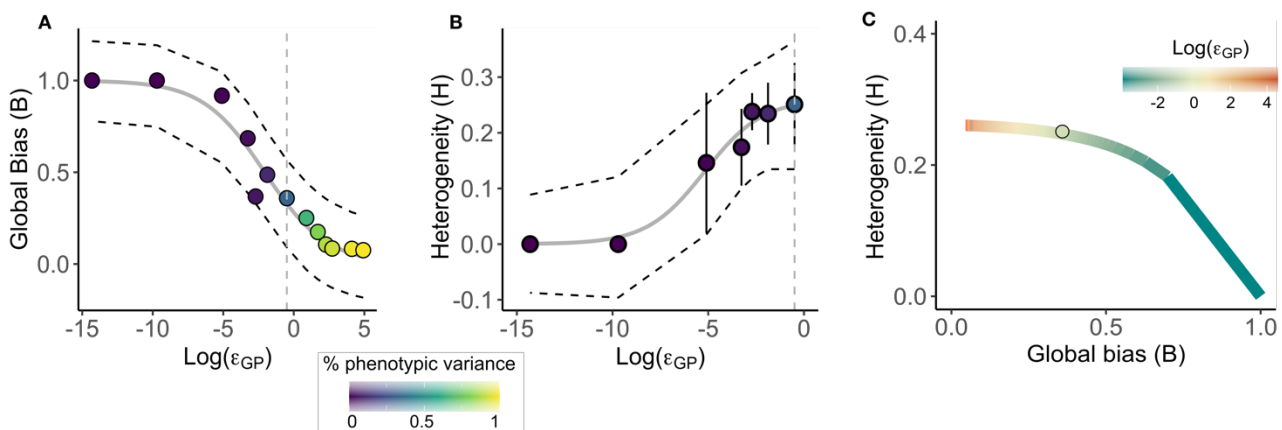 A
Global Bias (B)
1.0
0.5
0.0
-15
-10
-5
0
5
Log(εGP)
B
Heterogeneity (H)
0.3
0.2
0.1
0.0
-0.1
-15
-10
-5
0
Log(εGP)
% phenotypic variance
0 0.5 1
C
Heterogeneity (H)
0.4
0.2
0.0
0.0
0.5
1.0
Global bias (B)
Log(εGP)
-2 0 2 4